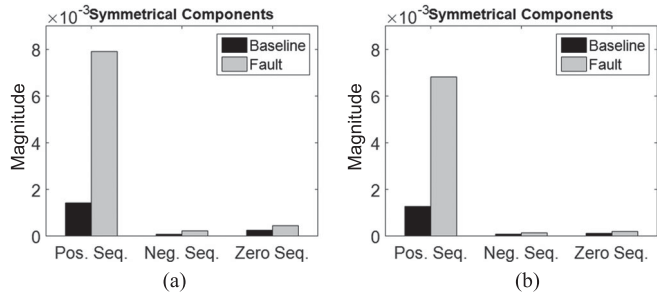 ×10⁻³ Symmetrical Components
8
6
4
2
0
Magnitude
Baseline
Fault
Pos. Seq. Neg. Seq. Zero Seq.
(a)
×10⁻³ Symmetrical Components
8
6
4
2
0
Magnitude
Baseline
Fault
Pos. Seq. Neg. Seq. Zero Seq.
(b)